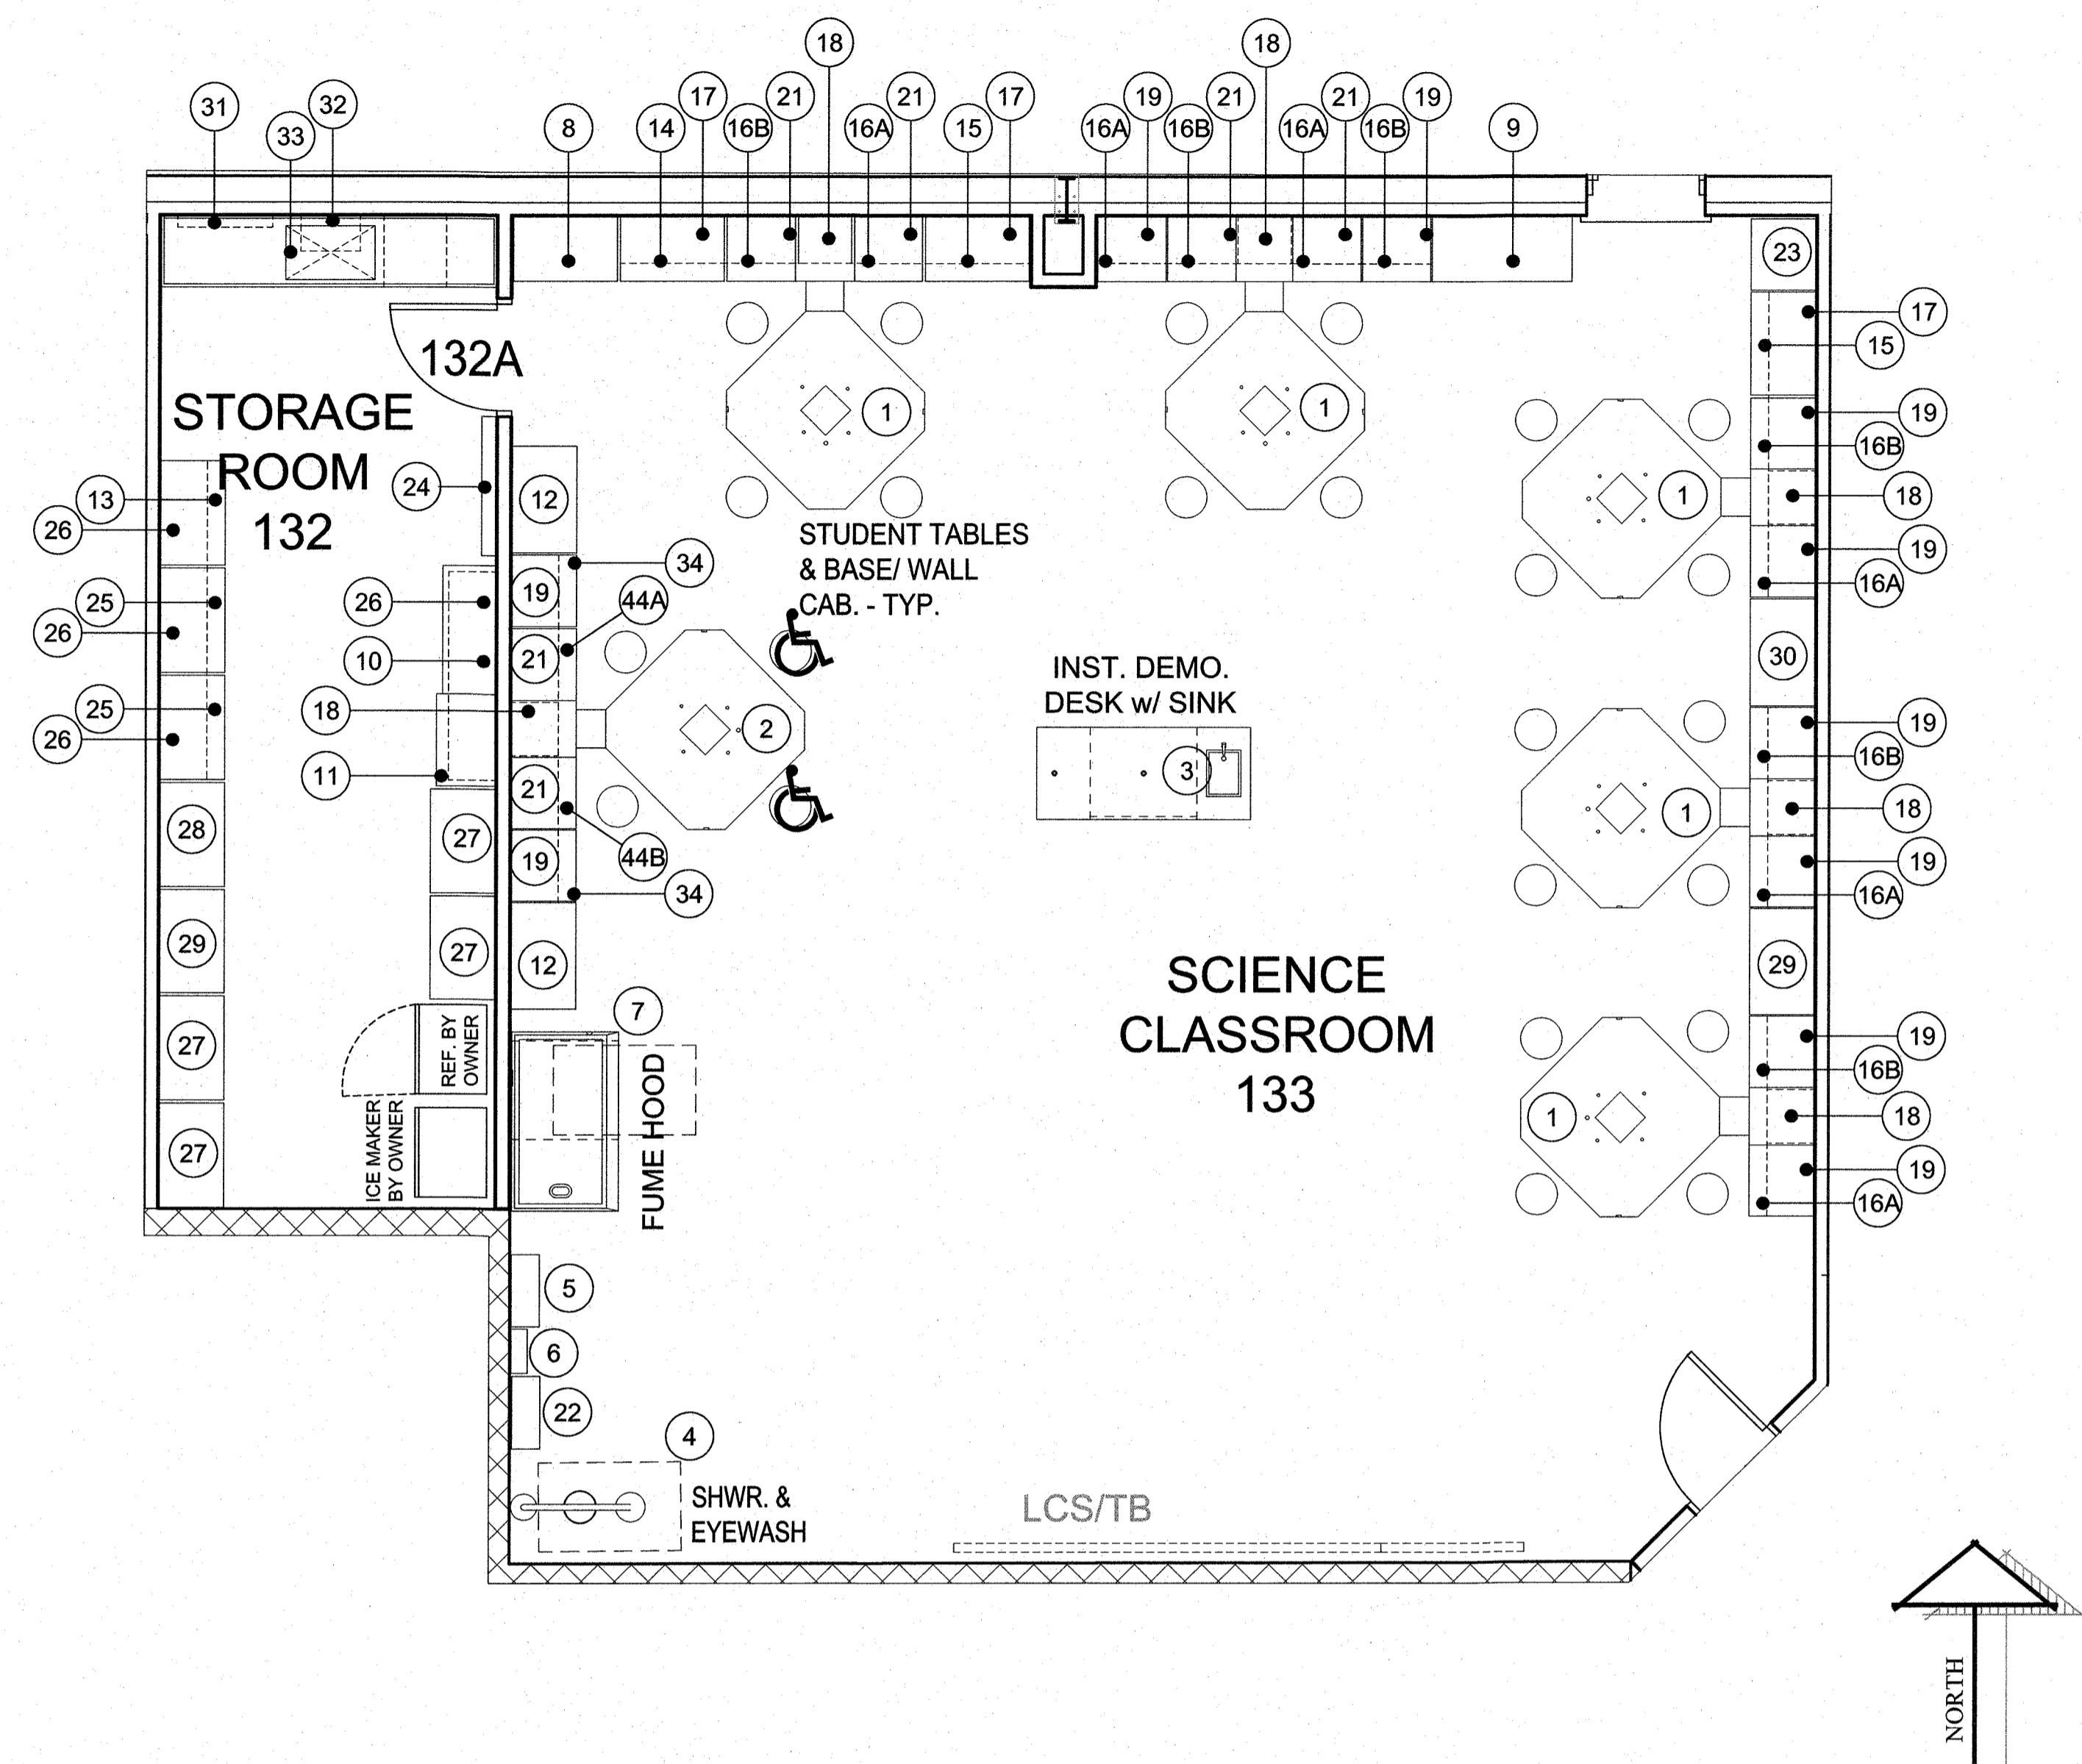 18
18
31
32
33
8
14
17
16B
21
16A
21
15
17
16A
19
16B
21
16A
21
16B
19
9
23
17
15
132A
1
1
STORAGE
ROOM
132
19
16B
13
26
24
12
1
18
STUDENT TABLES
& BASE/ WALL
CAB. - TYP.
34
19
16A
25
26
26
19
44A
10
21
30
INST. DEMO.
DESK w/ SINK
25
26
18
2
19
16B
11
3
21
1
18
28
27
19
44B
34
19
16A
29
27
12
29
SCIENCE
CLASSROOM
133
7
27
REF. BY
OWNER
19
16B
FUME HOOD
1
18
27
ICE MAKER
BY OWNER
19
16A
5
6
22
4
SHWR. &
EYEWASH
LCS/TB
NORTH